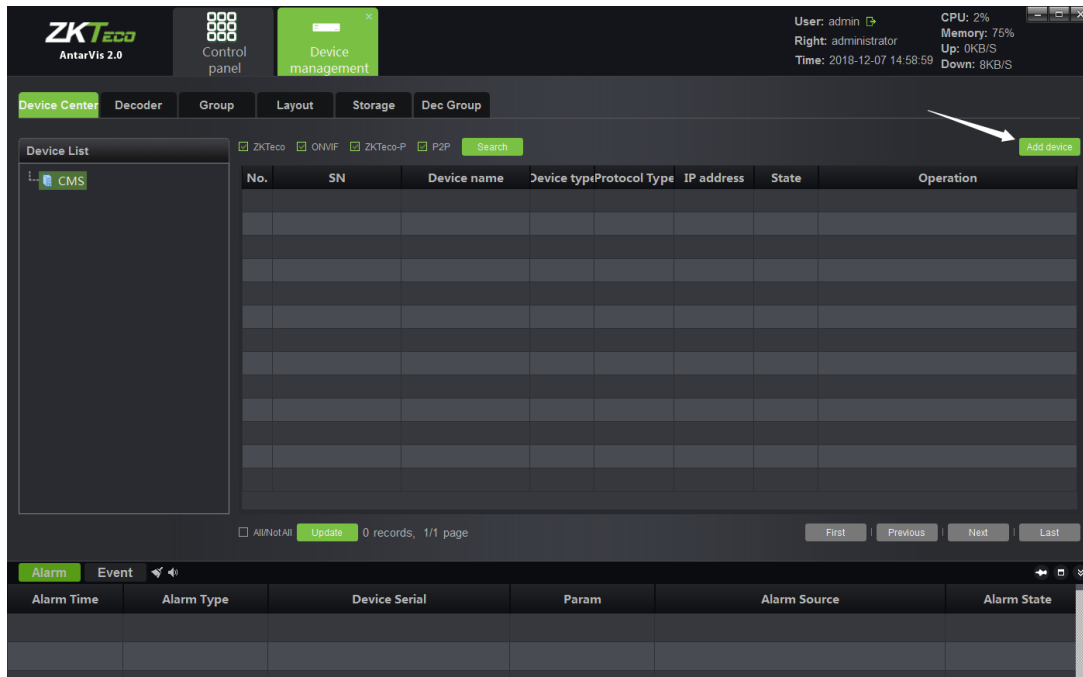 ZKTeco
AntarVis 2.0
Control
panel
Device
management
User: admin
Right: administrator
Time: 2018-12-07 14:58:59
CPU: 2%
Memory: 75%
Up: 0KB/S
Down: 8KB/S
Device Center
Decoder
Group
Layout
Storage
Dec Group
Device List
CMS
ZKTeco
ONVIF
ZKTeco-P
P2P
Search
Add device
No.
SN
Device name
Device type
Protocol Type
IP address
State
Operation
All/NotAll
Update
0 records, 1/1 page
First
Previous
Next
Last
Alarm
Event
Alarm Time
Alarm Type
Device Serial
Param
Alarm Source
Alarm State